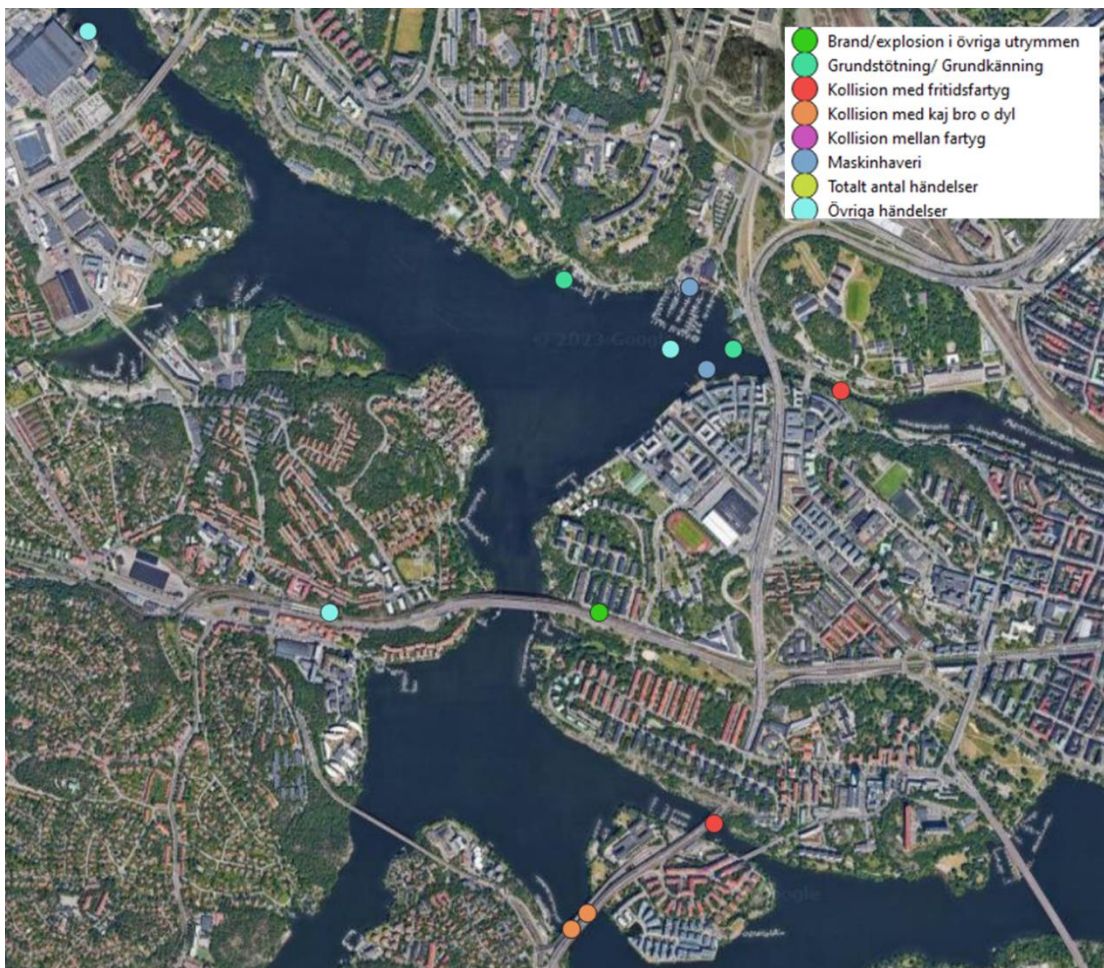 Brand/explosion i övriga utrymmen
Grundstötning/ Grundkänning
Kollision med fritidsfartyg
Kollision med kaj bro o dyl
Kollision mellan fartyg
Maskinhaveri
Totalt antal händelser
Övriga händelser
© 2023 Google
Google